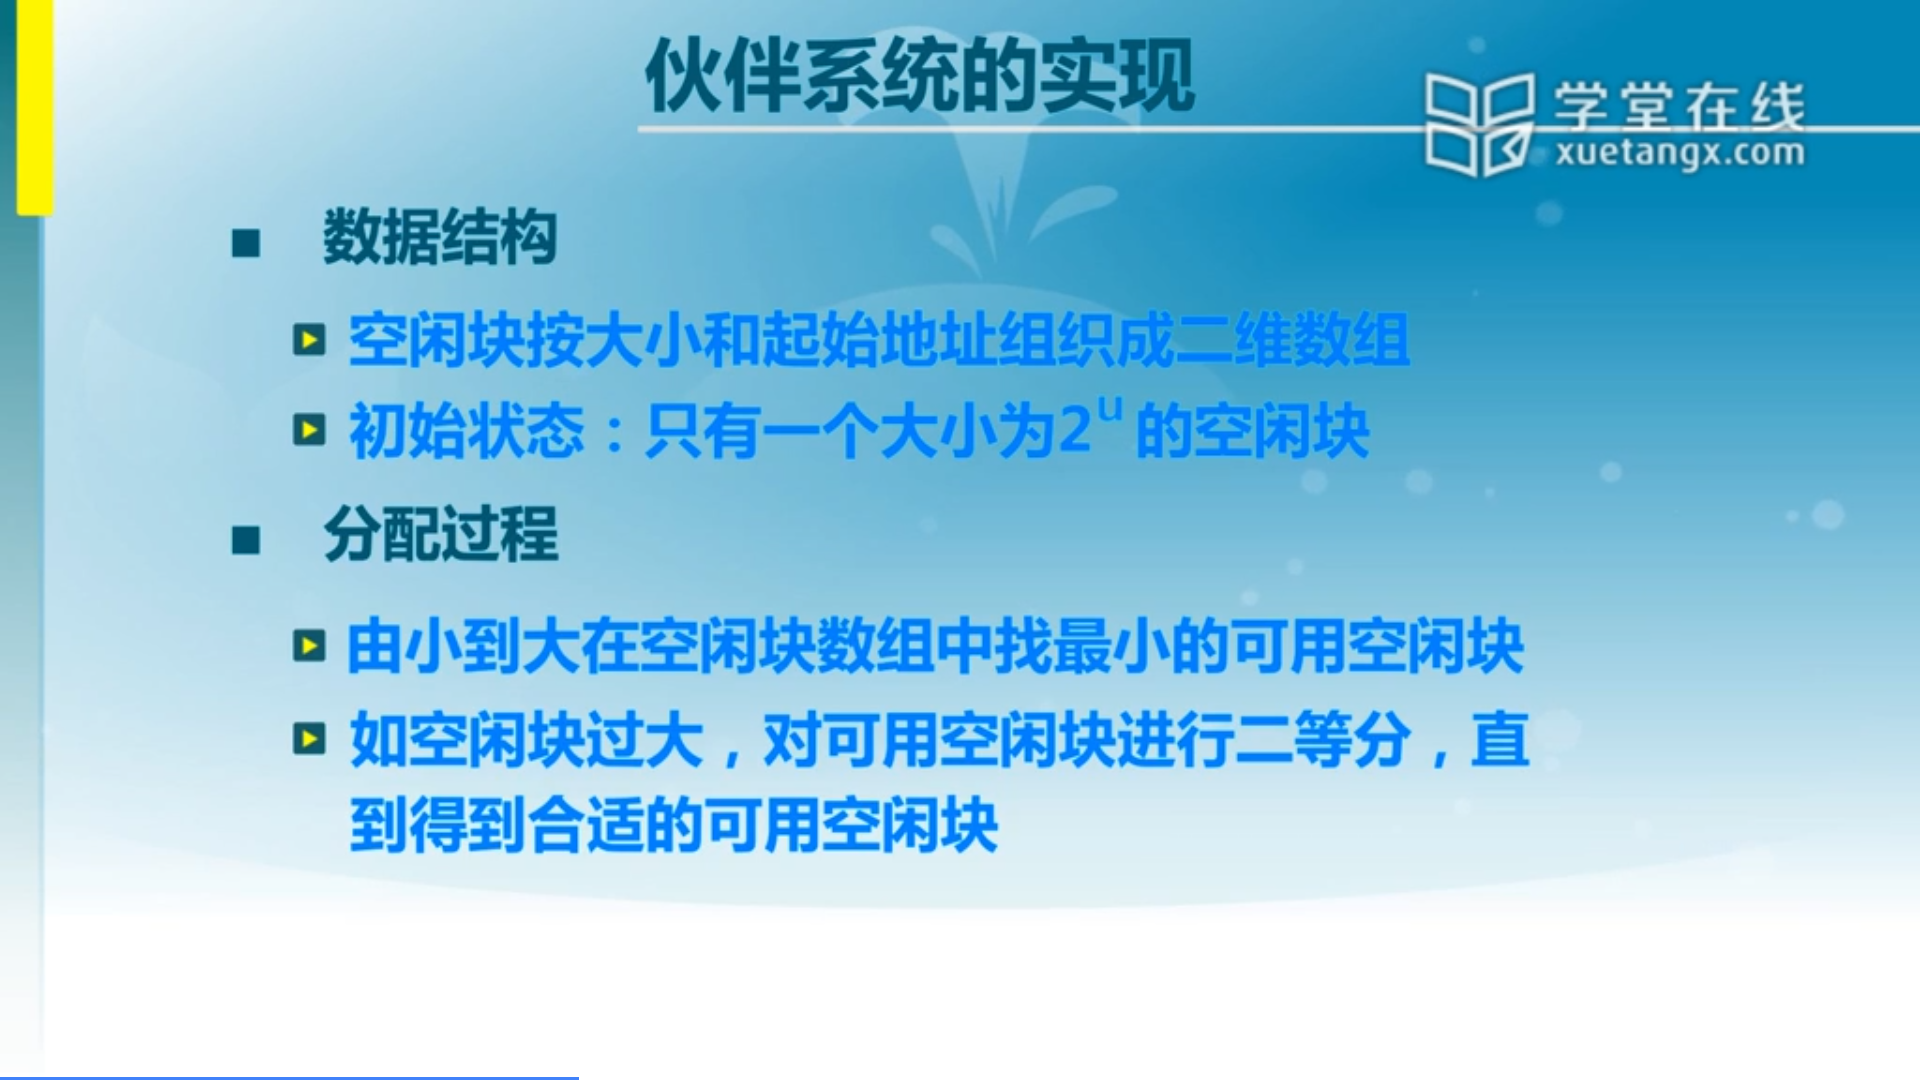 伙伴系统的实现
学堂在线
xuetangx.com
数据结构
空闲块按大小和起始地址组织成二维数组
初始状态：只有一个大小为2ᵘ的空闲块
分配过程
由小到大在空闲块数组中找最小的可用空闲块
如空闲块过大，对可用空闲块进行二等分，直
到得到合适的可用空闲块